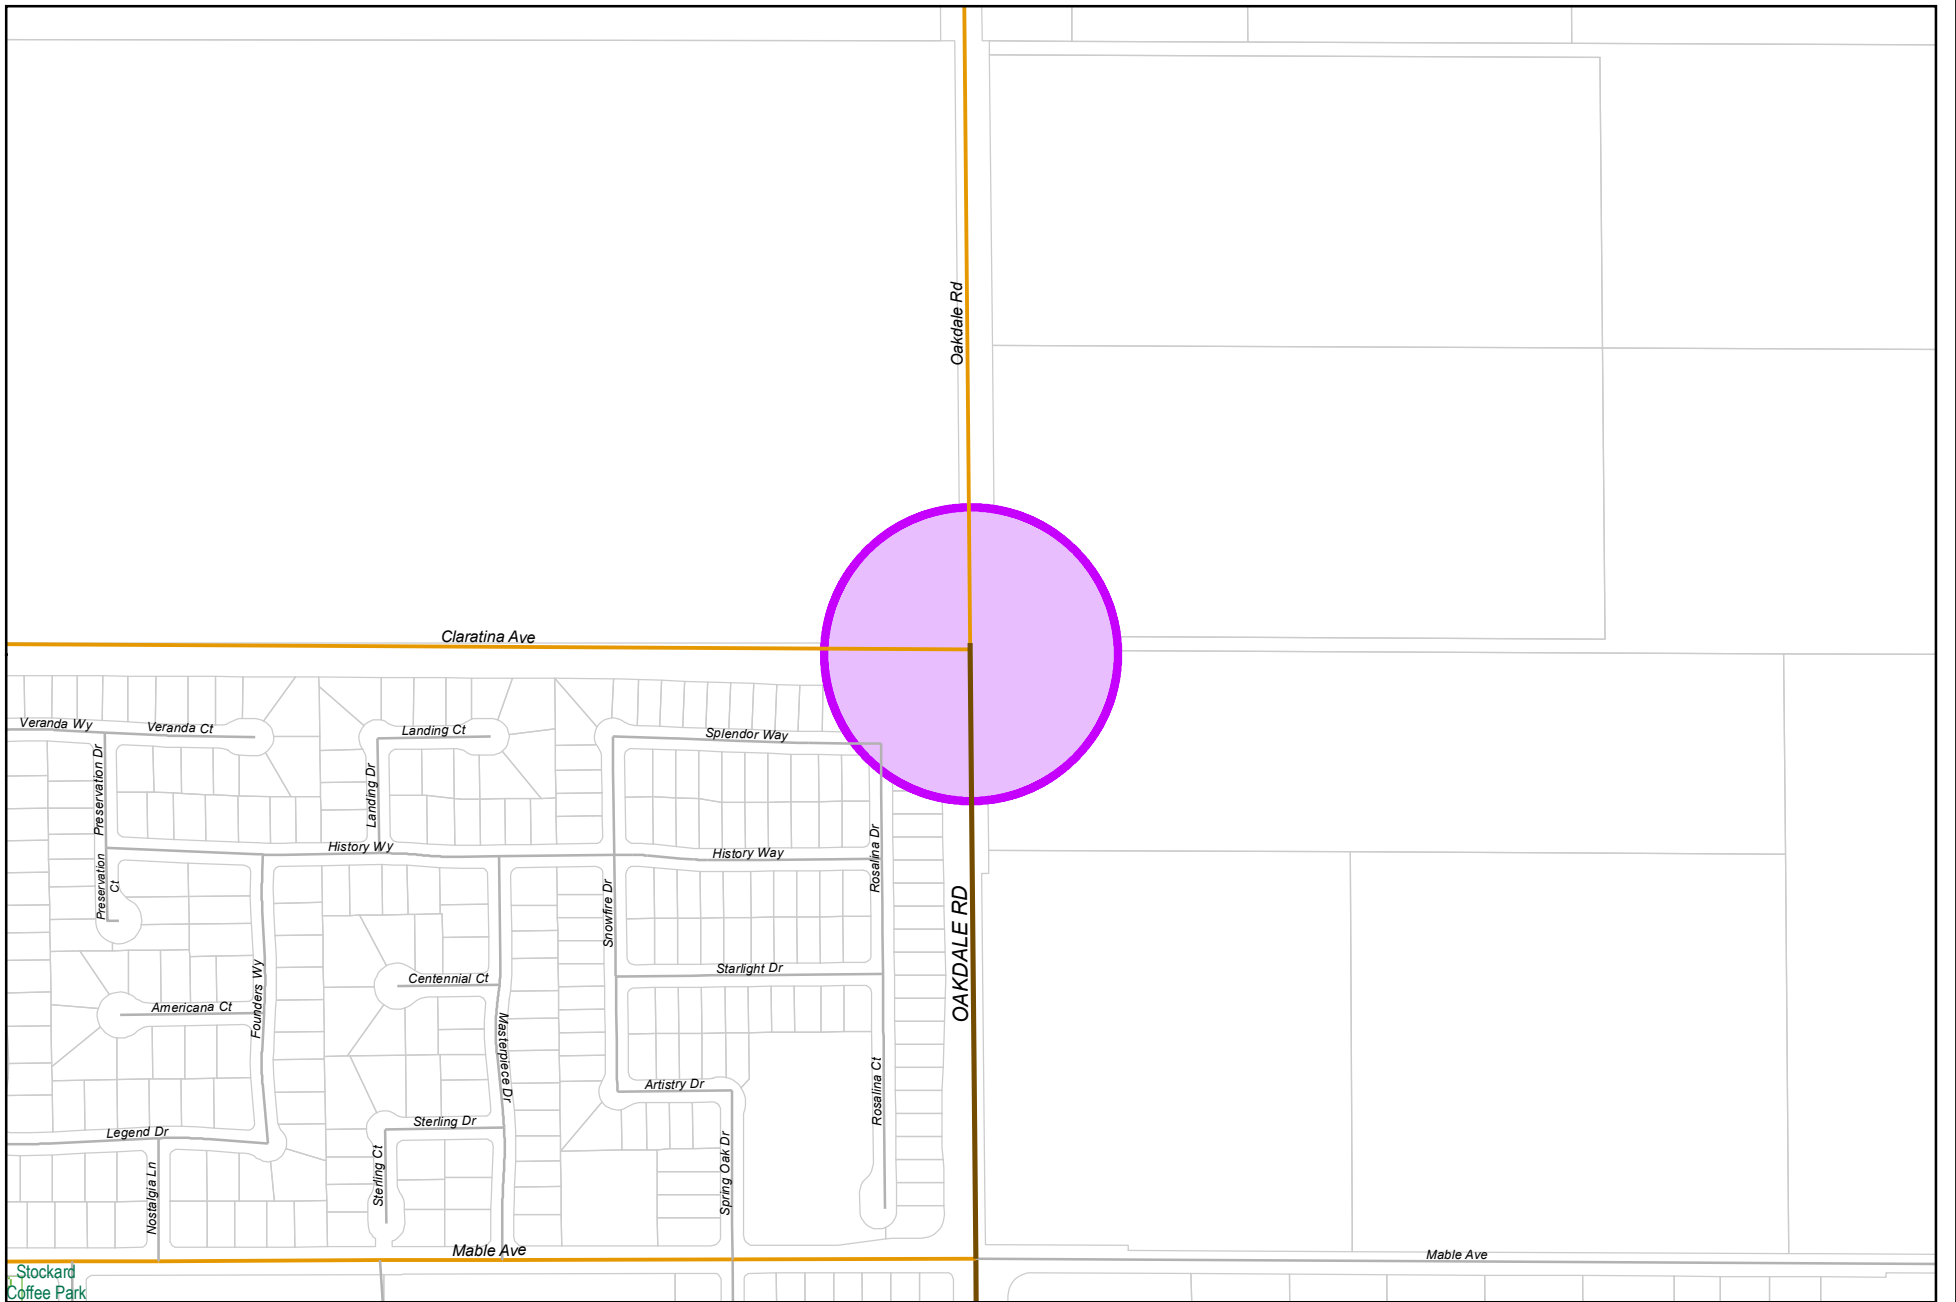 Oakdale Rd
Claratina Ave
Veranda Wy
Veranda Ct
Landing Ct
Splendor Way
Preservation Dr
Landing Dr
History Wy
History Way
Rosalina Dr
Preservation
Ct
Snowfire Dr
OAKDALE RD
Starlight Dr
Centennial Ct
Americana Ct
Founders Wy
Masterpiece Dr
Artistry Dr
Rosalina Ct
Sterling Dr
Legend Dr
Nostalgia Ln
Sterling Ct
Spring Oak Dr
Mable Ave
Mable Ave
Stockard
Coffee Park